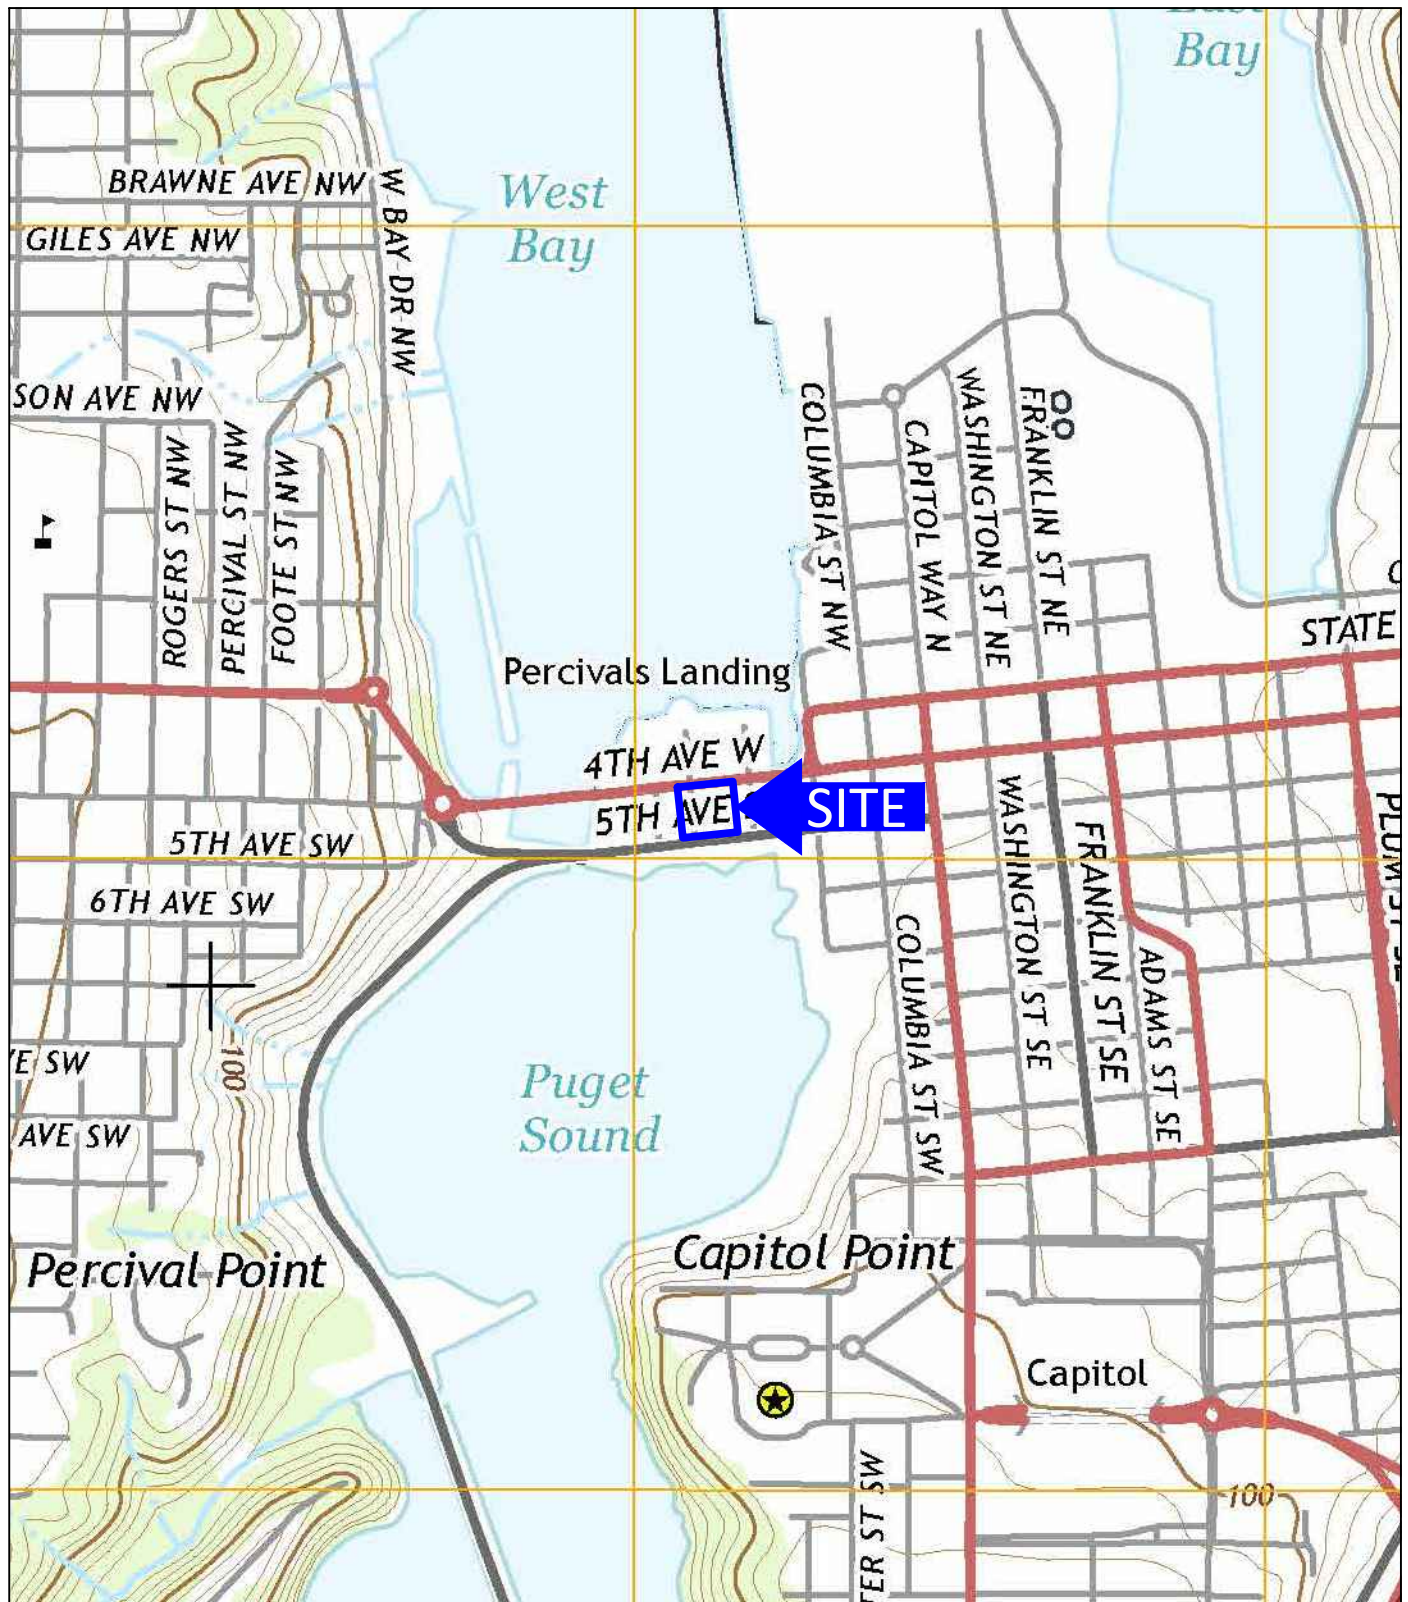 East
Bay
West
Bay
BRAWNE AVE NW
GILES AVE NW
W BAY DR NW
SON AVE NW
ROGERS ST NW
PERCIVAL ST NW
FOOTE ST NW
COLUMBIA ST NW
CAPITOL WAY N
WASHINGTON ST NE
FRANKLIN ST NE
STATE
Percivals Landing
4TH AVE W
5TH AVE
SITE
5TH AVE SW
6TH AVE SW
WASHINGTON ST SE
FRANKLIN ST SE
ADAMS ST SE
PLUM ST SE
COLUMBIA ST SW
100
E SW
AVE SW
Puget
Sound
Percival Point
Capitol Point
Capitol
TER ST SW
100